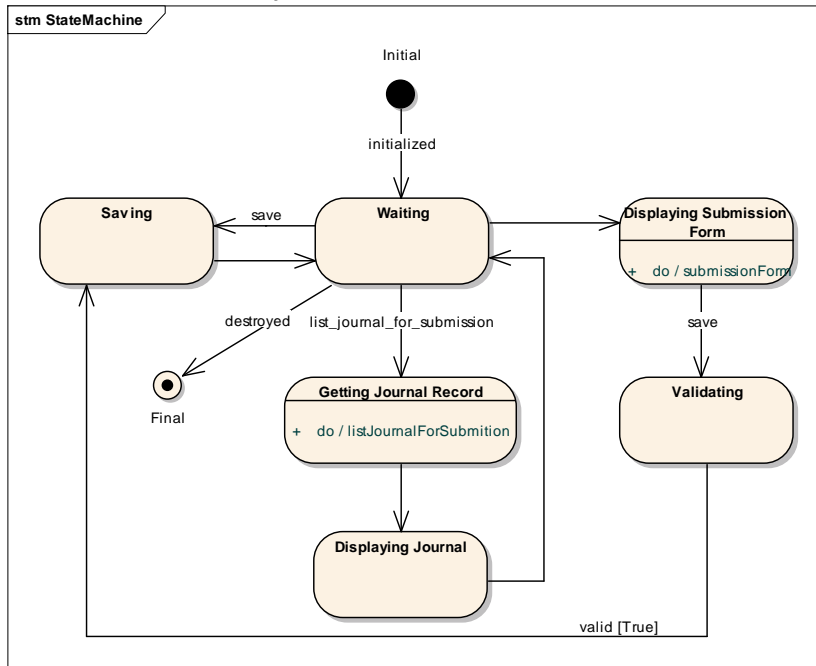 stm StateMachine
Initial
initialized
Saving
save
Waiting
Displaying Submission
Form
+ do / submissionForm
destroyed
list_journal_for_submission
save
Final
Getting Journal Record
+ do / listJournalForSubmition
Validating
Displaying Journal
valid [True]